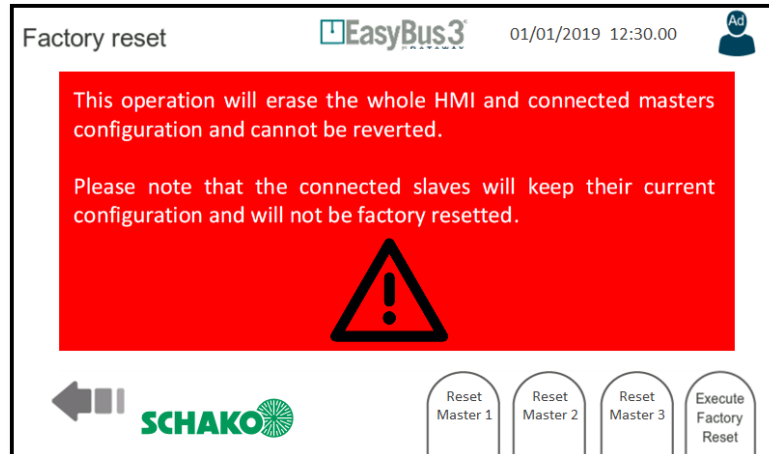 Factory reset
EasyBus3
DATAWAY
01/01/2019 12:30.00
Ad
This operation will erase the whole HMI and connected masters
configuration and cannot be reverted.
Please note that the connected slaves will keep their current
configuration and will not be factory resetted.
SCHAKO
Reset
Master 1
Reset
Master 2
Reset
Master 3
Execute
Factory
Reset